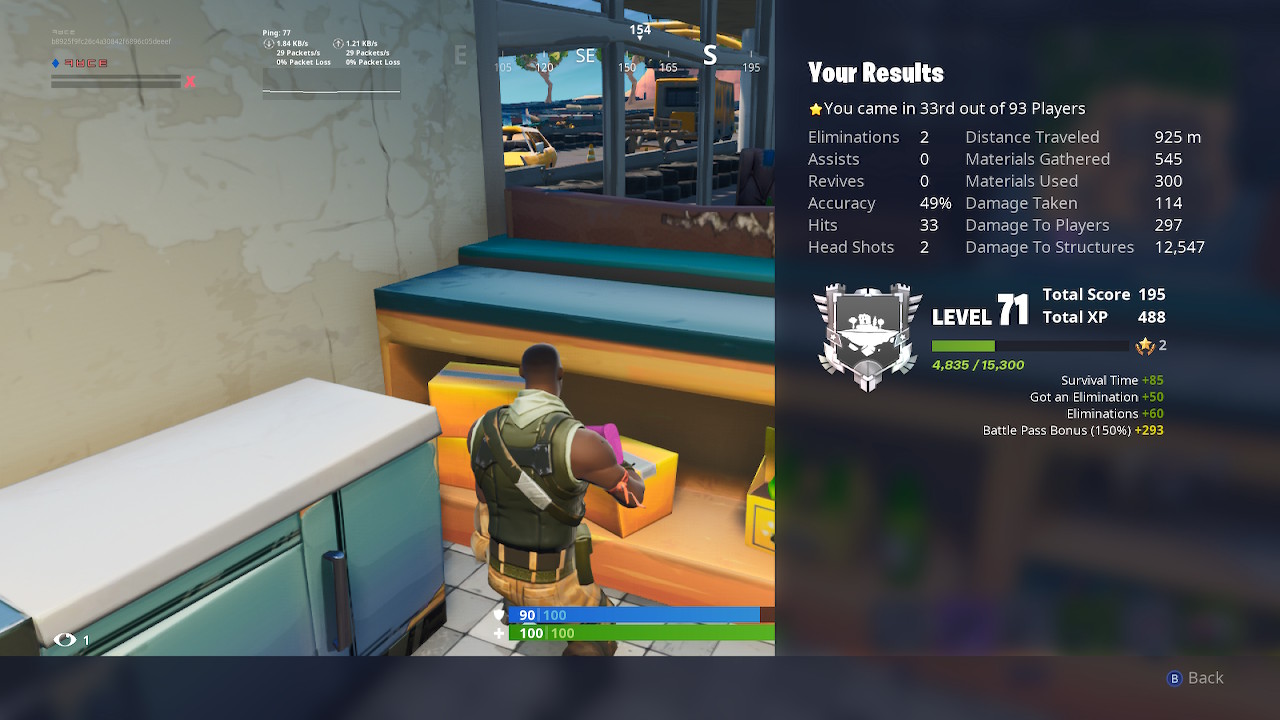 Ping: 77
1.84 KB/s 1.21 KB/s
29 Packets/s 29 Packets/s
0% Packet Loss 0% Packet Loss
154
E 105 120 SE 150 165 S 195
Your Results
You came in 33rd out of 93 Players
Eliminations 2 Distance Traveled 925 m
Assists 0 Materials Gathered 545
Revives 0 Materials Used 300
Accuracy 49% Damage Taken 114
Hits 33 Damage To Players 297
Head Shots 2 Damage To Structures 12,547
LEVEL 71
Total Score 195
Total XP 488
2
4,835 / 15,300
Survival Time +85
Got an Elimination +50
Eliminations +60
Battle Pass Bonus (150%) +293
90 | 100
100 | 100
1
B Back